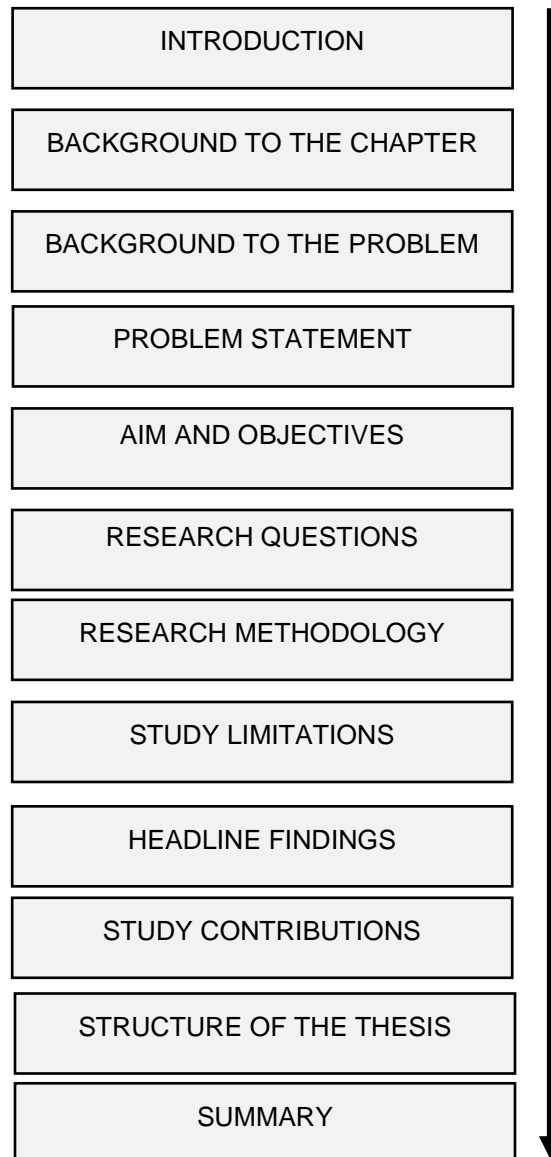 INTRODUCTION
BACKGROUND TO THE CHAPTER
BACKGROUND TO THE PROBLEM
PROBLEM STATEMENT
AIM AND OBJECTIVES
RESEARCH QUESTIONS
RESEARCH METHODOLOGY
STUDY LIMITATIONS
HEADLINE FINDINGS
STUDY CONTRIBUTIONS
STRUCTURE OF THE THESIS
SUMMARY